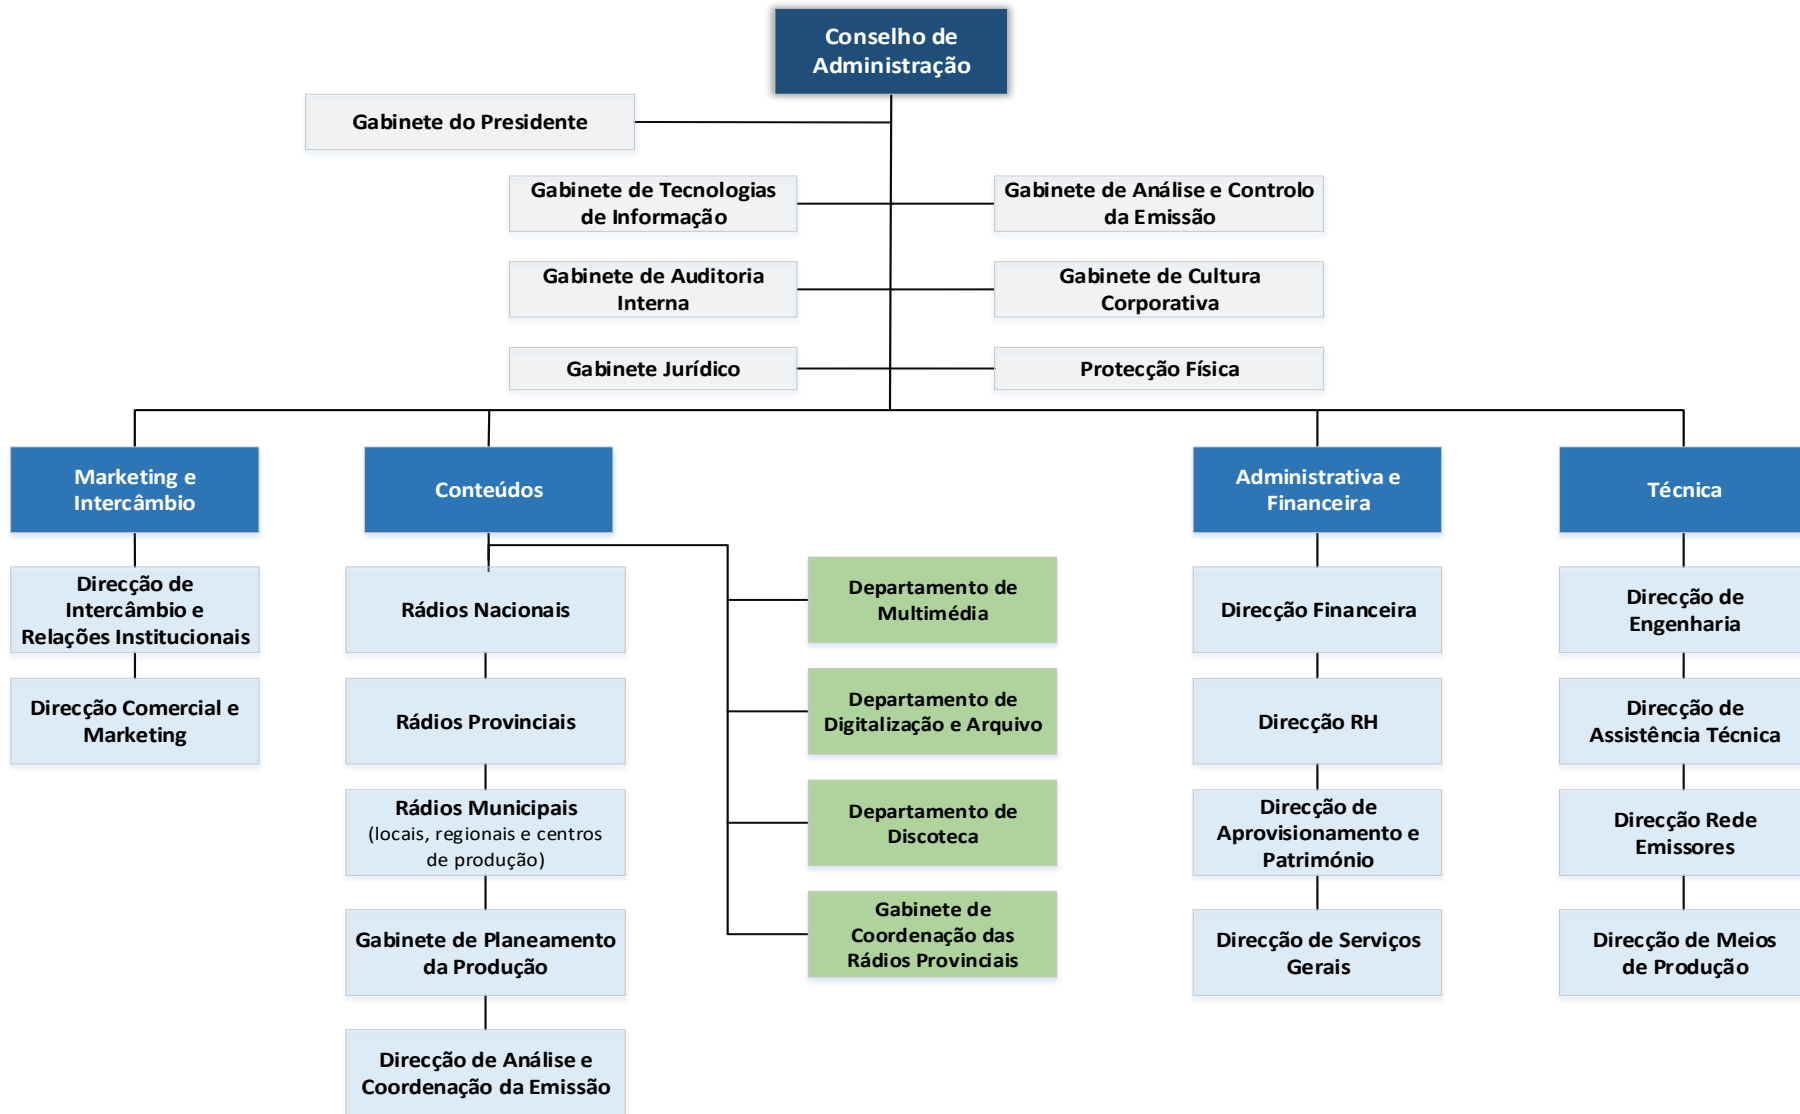 Conselho de
Administração
Gabinete do Presidente
Gabinete de Tecnologias
de Informação
Gabinete de Análise e Controlo
da Emissão
Gabinete de Auditoria
Interna
Gabinete de Cultura
Corporativa
Gabinete Jurídico
Protecção Física
Marketing e
Intercâmbio
Conteúdos
Administrativa e
Financeira
Técnica
Direcção de
Intercâmbio e
Relações Institucionais
Direcção Comercial e
Marketing
Rádios Nacionais
Rádios Provinciais
Rádios Municipais
(locais, regionais e centros
de produção)
Gabinete de Planeamento
da Produção
Direcção de Análise e
Coordenação da Emissão
Departamento de
Multimédia
Departamento de
Digitalização e Arquivo
Departamento de
Discoteca
Gabinete de
Coordenação das
Rádios Provinciais
Direcção Financeira
Direcção RH
Direcção de
Aprovisionamento e
Património
Direcção de Serviços
Gerais
Direcção de
Engenharia
Direcção de
Assistência Técnica
Direcção Rede
Emissores
Direcção de Meios
de Produção